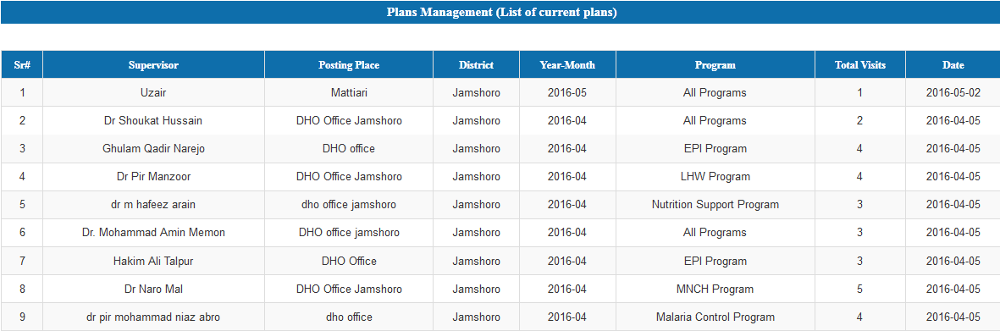 Plans Management (List of current plans)
Sr# Supervisor Posting Place District Year-Month Program Total Visits Date
1 Uzair Mattiari Jamshoro 2016-05 All Programs 1 2016-05-02
2 Dr Shoukat Hussain DHO Office Jamshoro Jamshoro 2016-04 All Programs 2 2016-04-05
3 Ghulam Qadir Narejo DHO office Jamshoro 2016-04 EPI Program 4 2016-04-05
4 Dr Pir Manzoor DHO Office Jamshoro Jamshoro 2016-04 LHW Program 4 2016-04-05
5 dr m hafeez arain dho office jamshoro Jamshoro 2016-04 Nutrition Support Program 3 2016-04-05
6 Dr. Mohammad Amin Memon DHO office jamshoro Jamshoro 2016-04 All Programs 3 2016-04-05
7 Hakim Ali Talpur DHO Office Jamshoro 2016-04 EPI Program 3 2016-04-05
8 Dr Naro Mal DHO Office Jamshoro Jamshoro 2016-04 MNCH Program 5 2016-04-05
9 dr pir mohammad niaz abro dho office Jamshoro 2016-04 Malaria Control Program 4 2016-04-05